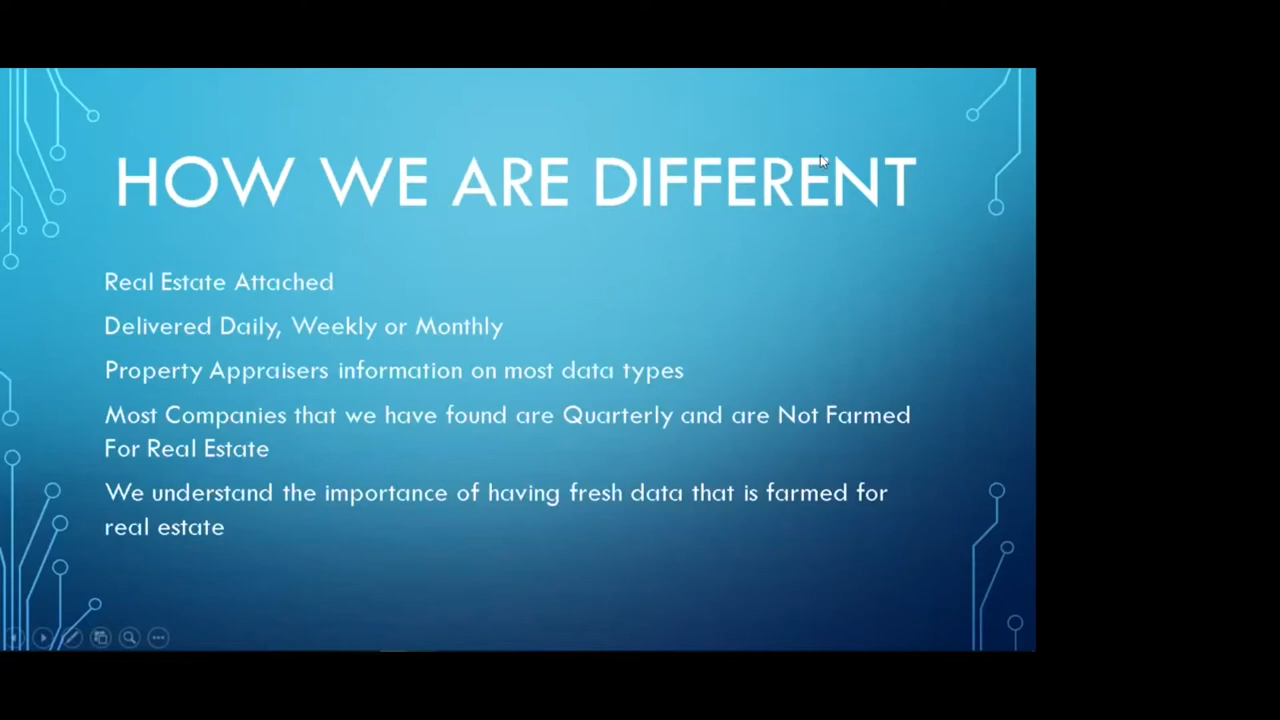 HOW WE ARE DIFFERENT
Real Estate Attached
Delivered Daily, Weekly or Monthly
Property Appraisers information on most data types
Most Companies that we have found are Quarterly and are Not Farmed
For Real Estate
We understand the importance of having fresh data that is farmed for
real estate